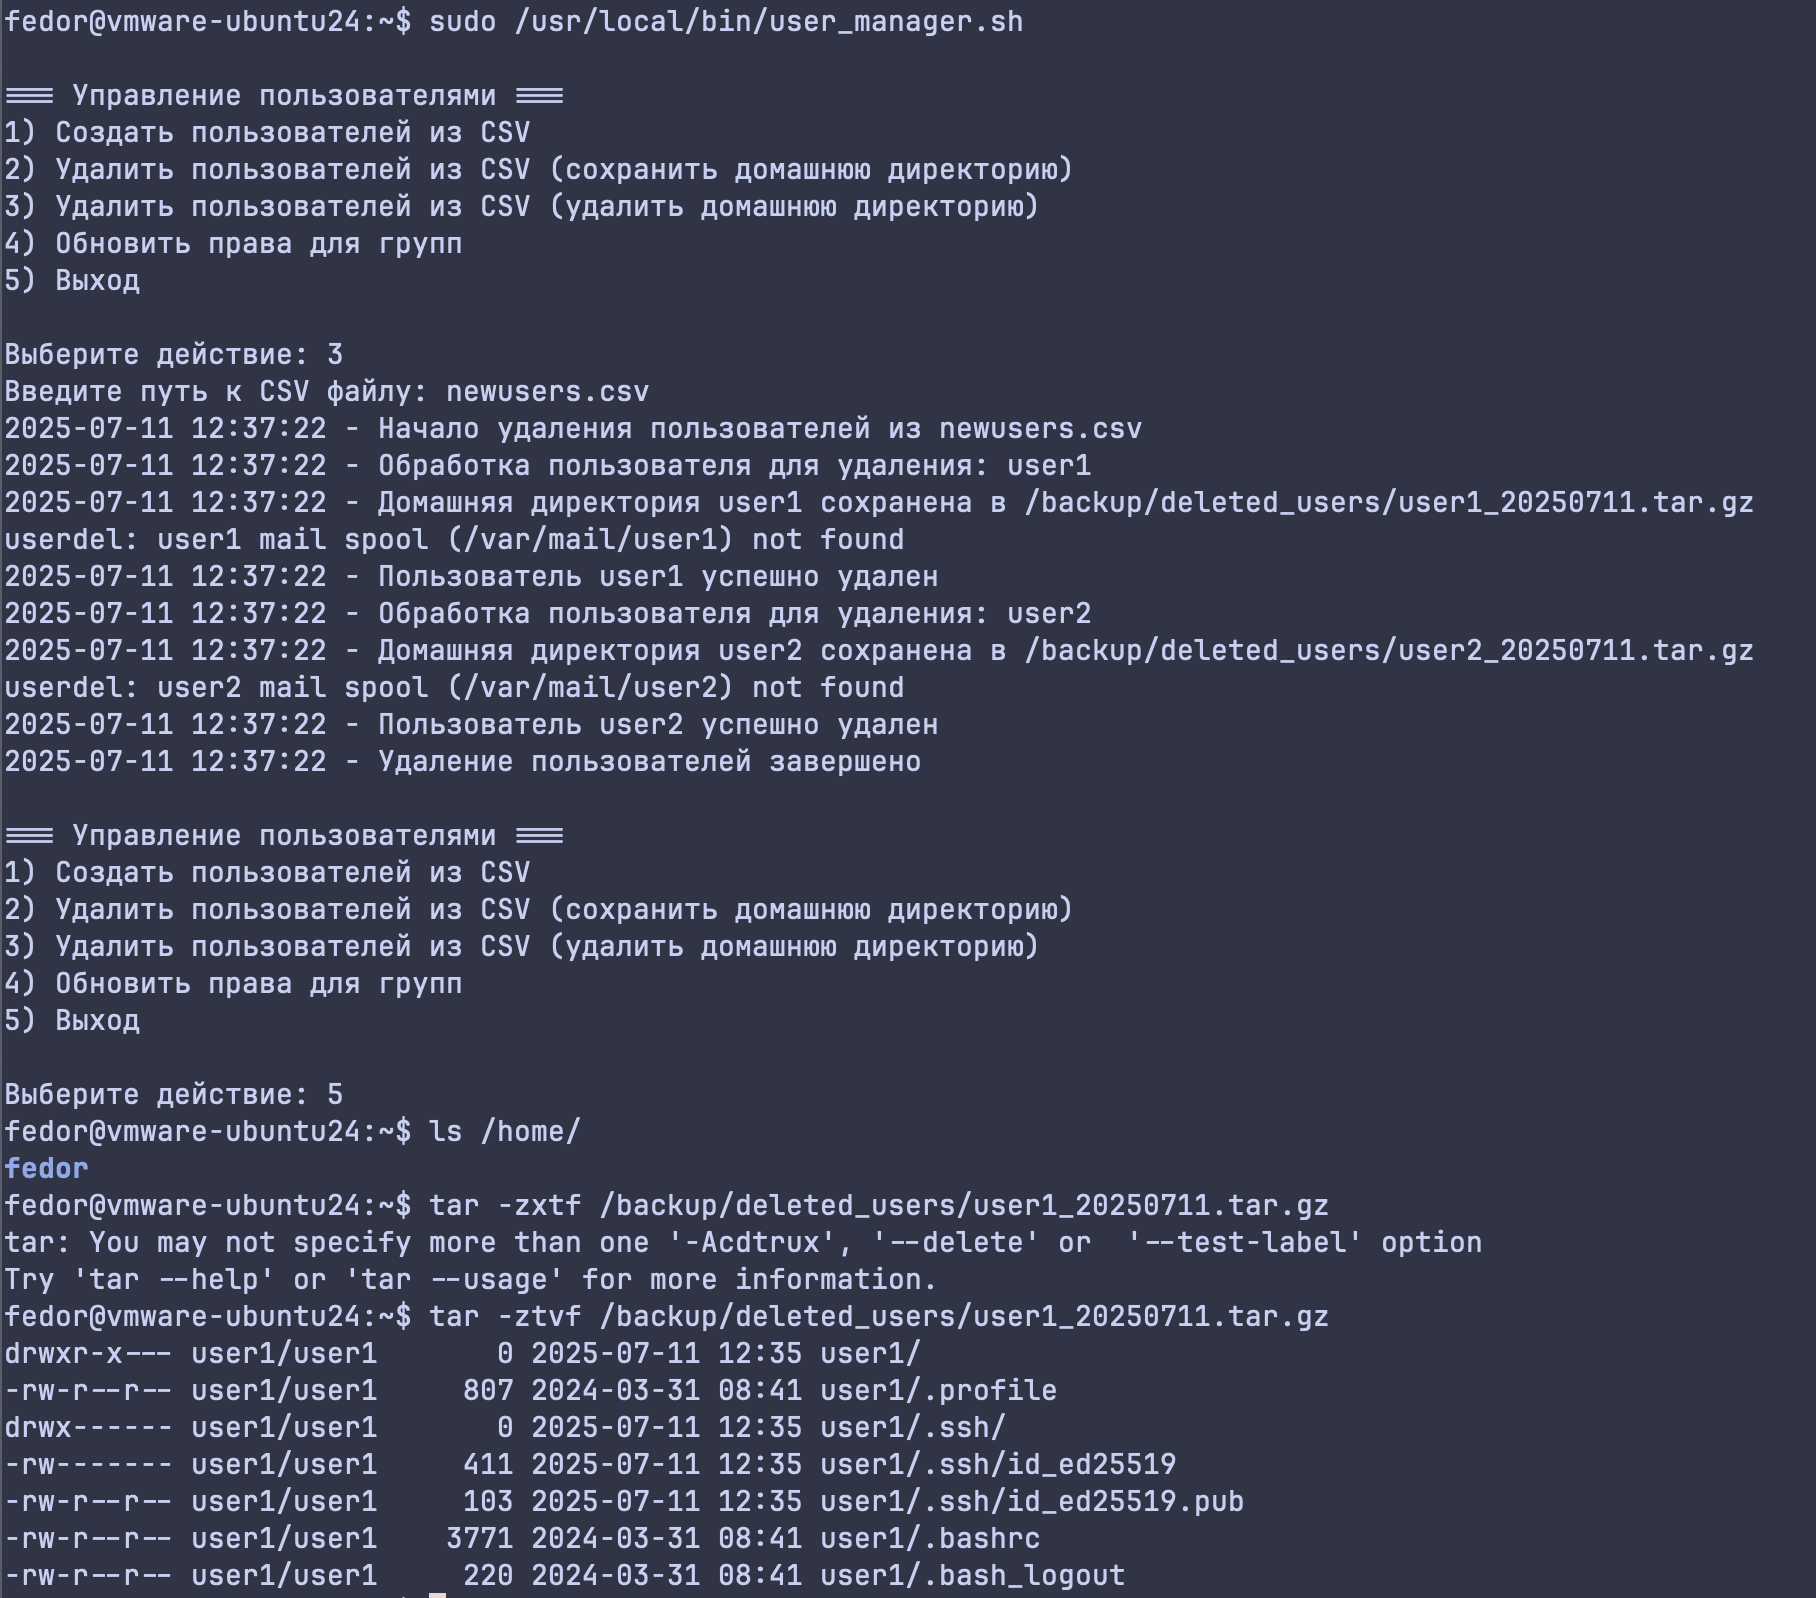 fedor@vmware-ubuntu24:~$ sudo /usr/local/bin/user_manager.sh
=== Управление пользователями ===
1) Создать пользователей из CSV
2) Удалить пользователей из CSV (сохранить домашнюю директорию)
3) Удалить пользователей из CSV (удалить домашнюю директорию)
4) Обновить права для групп
5) Выход
Выберите действие: 3
Введите путь к CSV файлу: newusers.csv
2025-07-11 12:37:22 - Начало удаления пользователей из newusers.csv
2025-07-11 12:37:22 - Обработка пользователя для удаления: user1
2025-07-11 12:37:22 - Домашняя директория user1 сохранена в /backup/deleted_users/user1_20250711.tar.gz
userdel: user1 mail spool (/var/mail/user1) not found
2025-07-11 12:37:22 - Пользователь user1 успешно удален
2025-07-11 12:37:22 - Обработка пользователя для удаления: user2
2025-07-11 12:37:22 - Домашняя директория user2 сохранена в /backup/deleted_users/user2_20250711.tar.gz
userdel: user2 mail spool (/var/mail/user2) not found
2025-07-11 12:37:22 - Пользователь user2 успешно удален
2025-07-11 12:37:22 - Удаление пользователей завершено
=== Управление пользователями ===
1) Создать пользователей из CSV
2) Удалить пользователей из CSV (сохранить домашнюю директорию)
3) Удалить пользователей из CSV (удалить домашнюю директорию)
4) Обновить права для групп
5) Выход
Выберите действие: 5
fedor@vmware-ubuntu24:~$ ls /home/
fedor
fedor@vmware-ubuntu24:~$ tar -zxtf /backup/deleted_users/user1_20250711.tar.gz
tar: You may not specify more than one '-Acdtrux', '--delete' or  '--test-label' option
Try 'tar --help' or 'tar --usage' for more information.
fedor@vmware-ubuntu24:~$ tar -ztvf /backup/deleted_users/user1_20250711.tar.gz
drwxr-x--- user1/user1       0 2025-07-11 12:35 user1/
-rw-r--r-- user1/user1     807 2024-03-31 08:41 user1/.profile
drwx------ user1/user1       0 2025-07-11 12:35 user1/.ssh/
-rw------- user1/user1     411 2025-07-11 12:35 user1/.ssh/id_ed25519
-rw-r--r-- user1/user1     103 2025-07-11 12:35 user1/.ssh/id_ed25519.pub
-rw-r--r-- user1/user1    3771 2024-03-31 08:41 user1/.bashrc
-rw-r--r-- user1/user1     220 2024-03-31 08:41 user1/.bash_logout